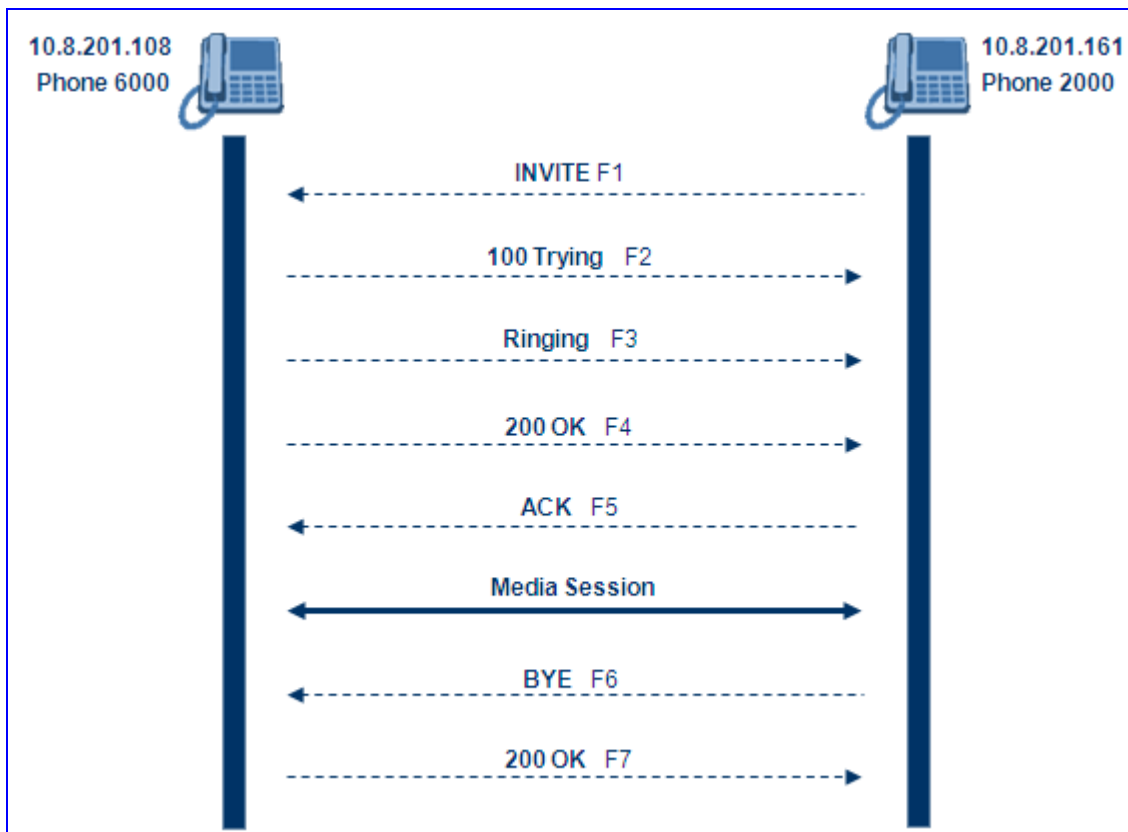 10.8.201.108
Phone 6000
10.8.201.161
Phone 2000
INVITE F1
100 Trying F2
Ringing F3
200 OK F4
ACK F5
Media Session
BYE F6
200 OK F7